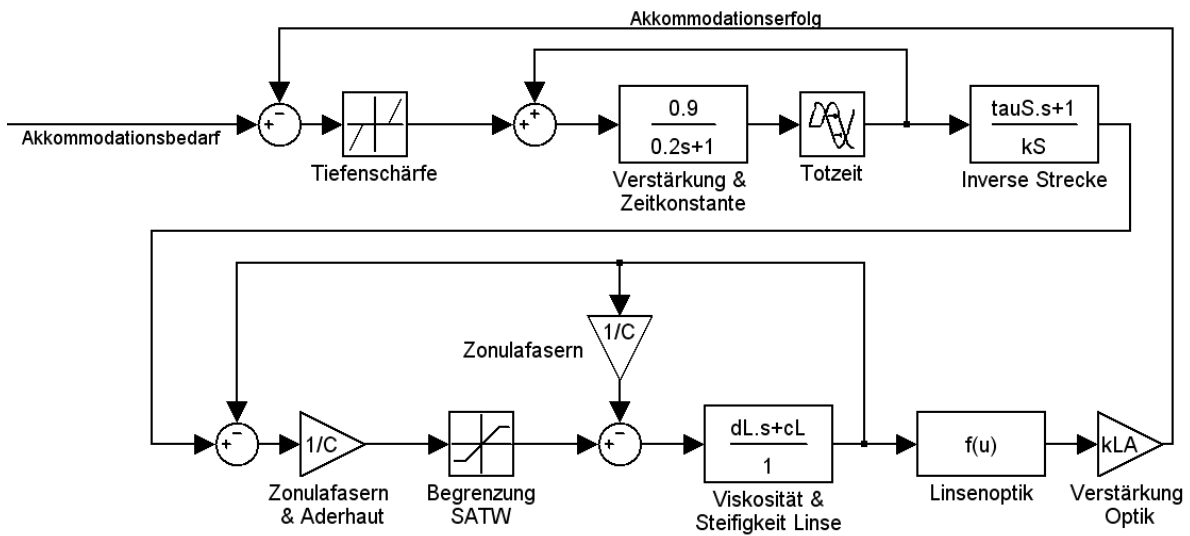 Akkommodationserfolg
Akkommodationsbedarf
+
−
Tiefenschärfe
+
+
0.9
0.2s+1
Verstärkung &
Zeitkonstante
Totzeit
tauS.s+1
kS
Inverse Strecke
1/C
Zonulafasern
+
−
1/C
Zonulafasern
& Aderhaut
Begrenzung
SATW
+
−
dL.s+cL
1
Viskosität &
Steifigkeit Linse
f(u)
Linsenoptik
kLA
Verstärkung
Optik